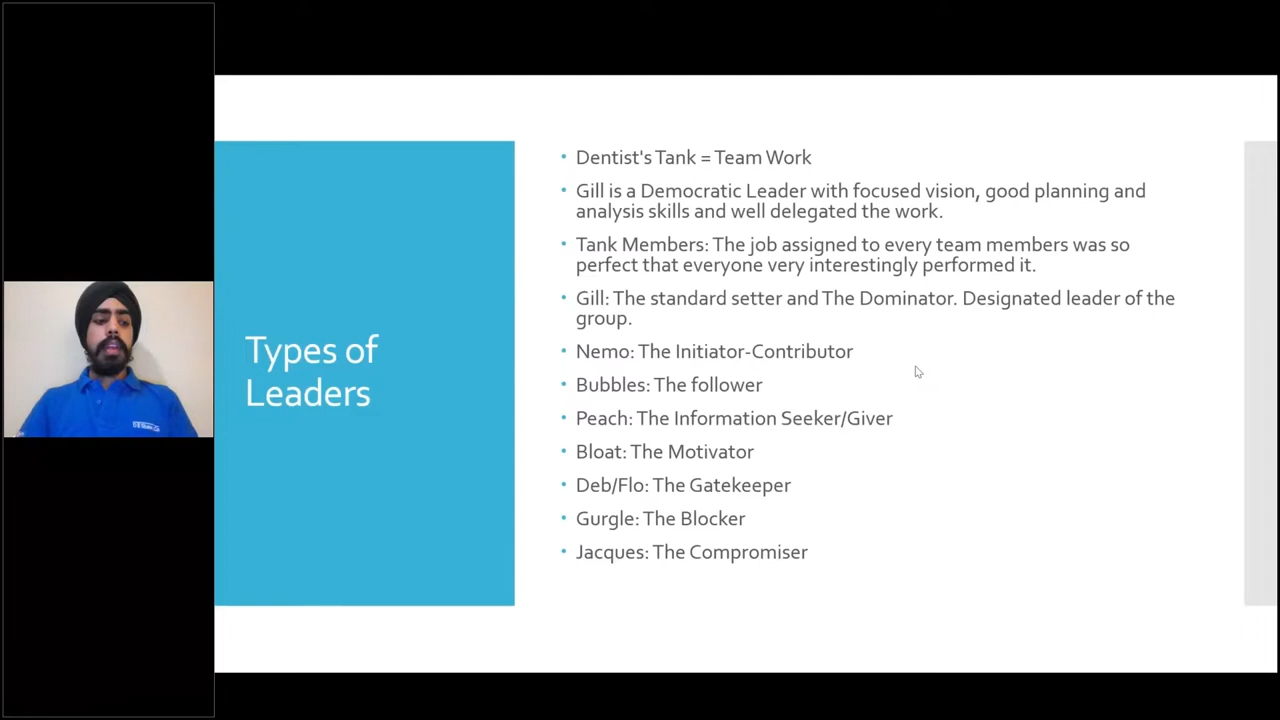 Types of
Leaders
Dentist's Tank = Team Work
Gill is a Democratic Leader with focused vision, good planning and
analysis skills and well delegated the work.
Tank Members: The job assigned to every team members was so
perfect that everyone very interestingly performed it.
Gill: The standard setter and The Dominator. Designated leader of the
group.
Nemo: The Initiator-Contributor
Bubbles: The follower
Peach: The Information Seeker/Giver
Bloat: The Motivator
Deb/Flo: The Gatekeeper
Gurgle: The Blocker
Jacques: The Compromiser